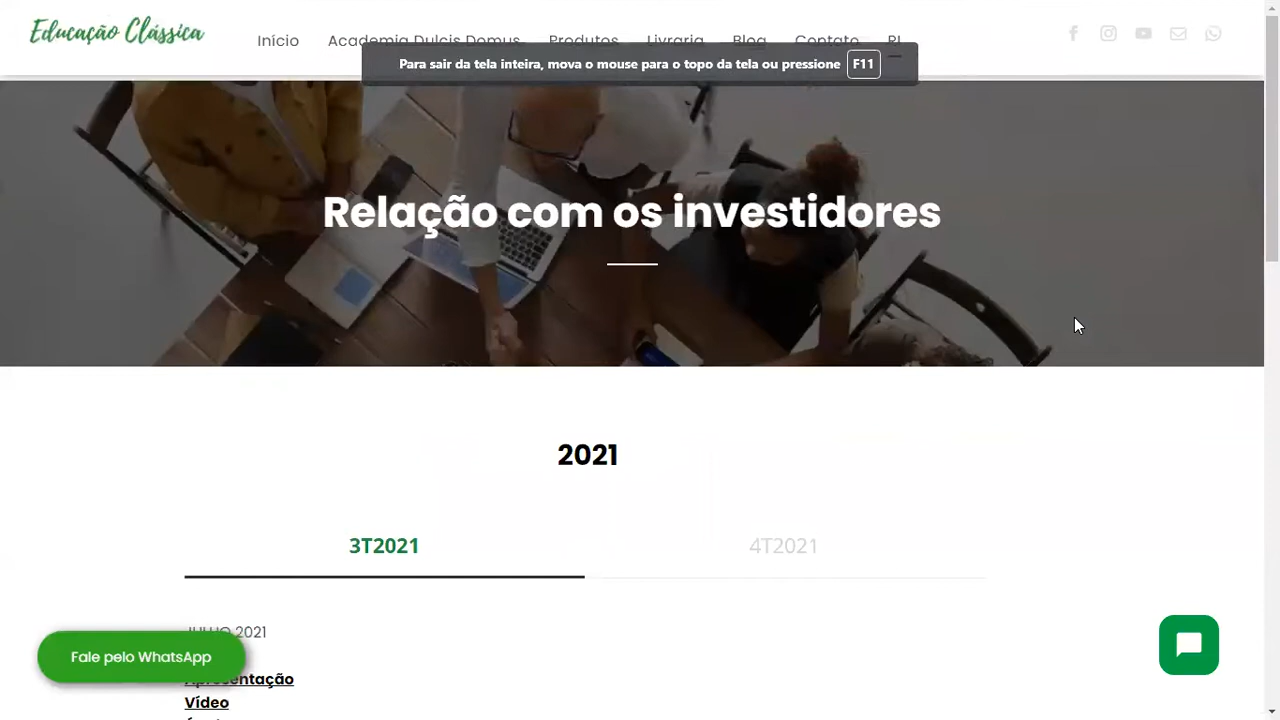 Educação Clássica
Início Academia Dulcis Domus Produtos Livraria Blog Contato RI
Para sair da tela inteira, mova o mouse para o topo da tela ou pressione F11
Relação com os investidores
2021
3T2021 4T2021
JULHO 2021
Fale pelo WhatsApp
Apresentação
Vídeo